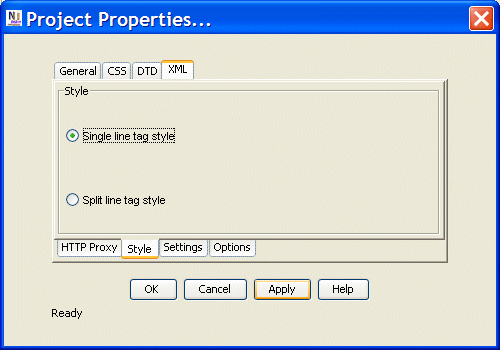 Project Properties...
General CSS DTD XML
Style
Single line tag style
Split line tag style
HTTP Proxy Style Settings Options
OK Cancel Apply Help
Ready